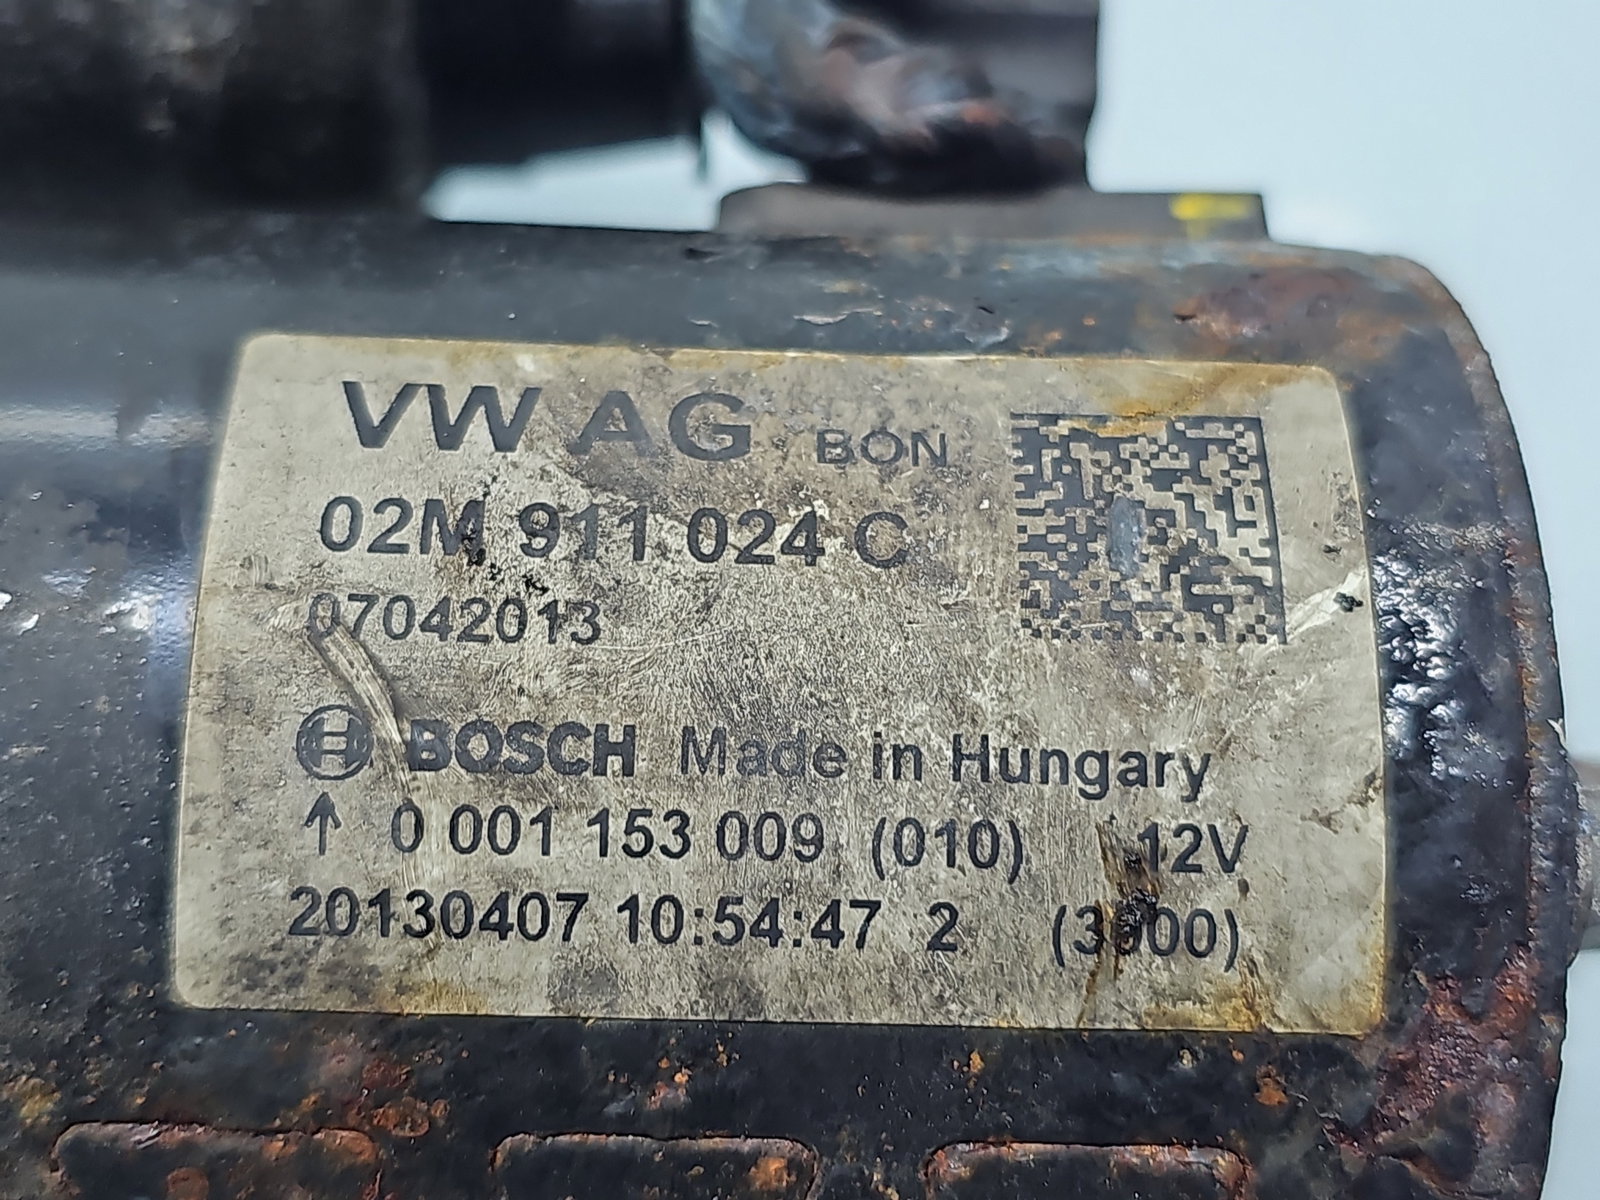 VW AG BON
02M 911 024 C
07042013
BOSCH Made in Hungary
↑ 0 001 153 009 (010) 12V
20130407 10:54:47 2